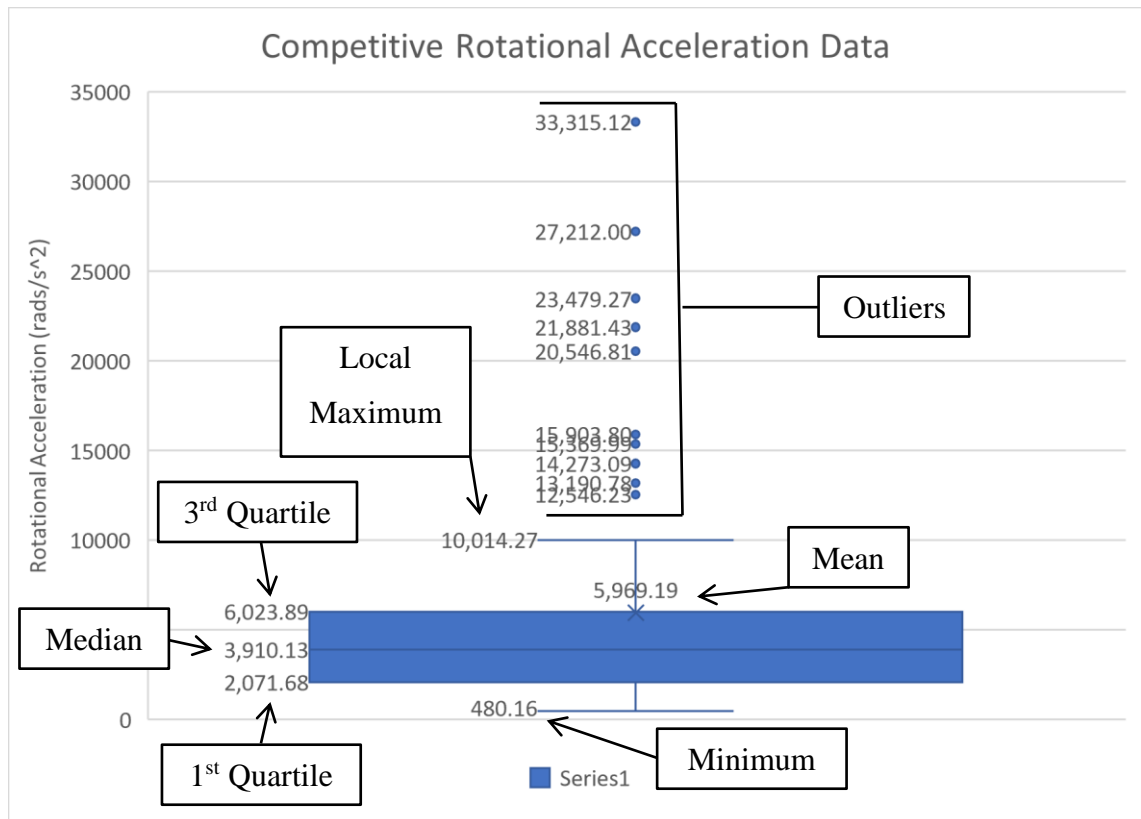 Competitive Rotational Acceleration Data
Rotational Acceleration (rads/s^2)
35000
30000
25000
20000
15000
10000
0
33,315.12
27,212.00
23,479.27
21,881.43
20,546.81
15,903.80
15,369.99
14,273.09
13,190.78
12,546.23
Outliers
Local
Maximum
10,014.27
3rd Quartile
Mean
5,969.19
6,023.89
Median
3,910.13
2,071.68
480.16
1st Quartile
Minimum
Series1